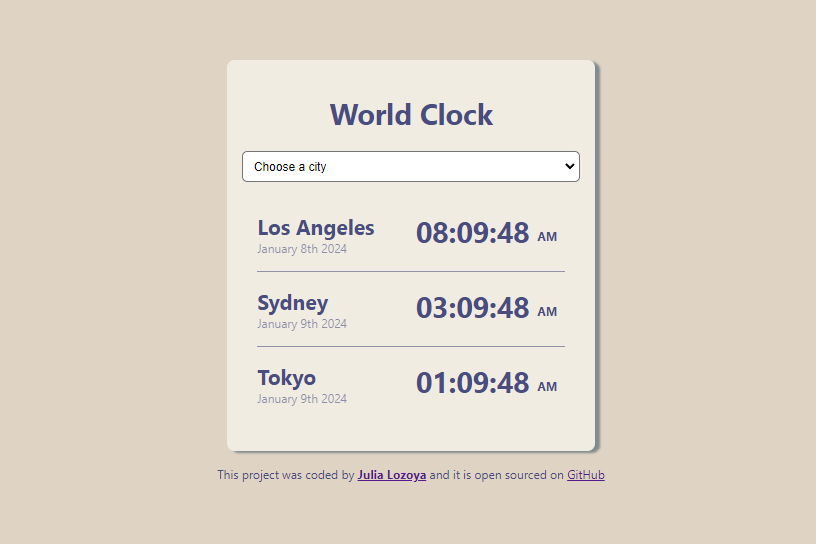 World Clock
Choose a city
Los Angeles 08:09:48 AM
January 8th 2024
Sydney 03:09:48 AM
January 9th 2024
Tokyo 01:09:48 AM
January 9th 2024
This project was coded by Julia Lozoya and it is open sourced on GitHub